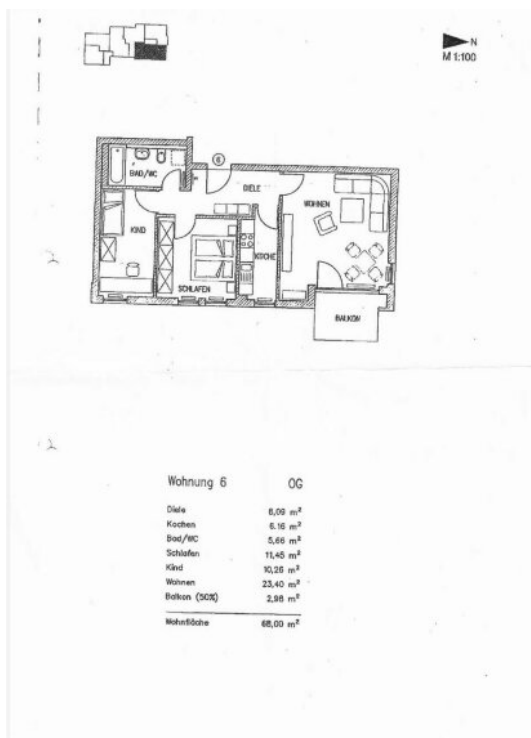 N
M 1:100
6
BAD/WC
DIELE
WOHNEN
KIND
KÜCHE
SCHLAFEN
BALKON
Wohnung 6 OG
Diele 8,09 m²
Kochen 6.16 m²
Bad/WC 5,66 m²
Schlafen 11,45 m²
Kind 10,26 m²
Wohnen 23,40 m²
Balkon (50%) 2,98 m²
Wohnfläche 68,00 m²